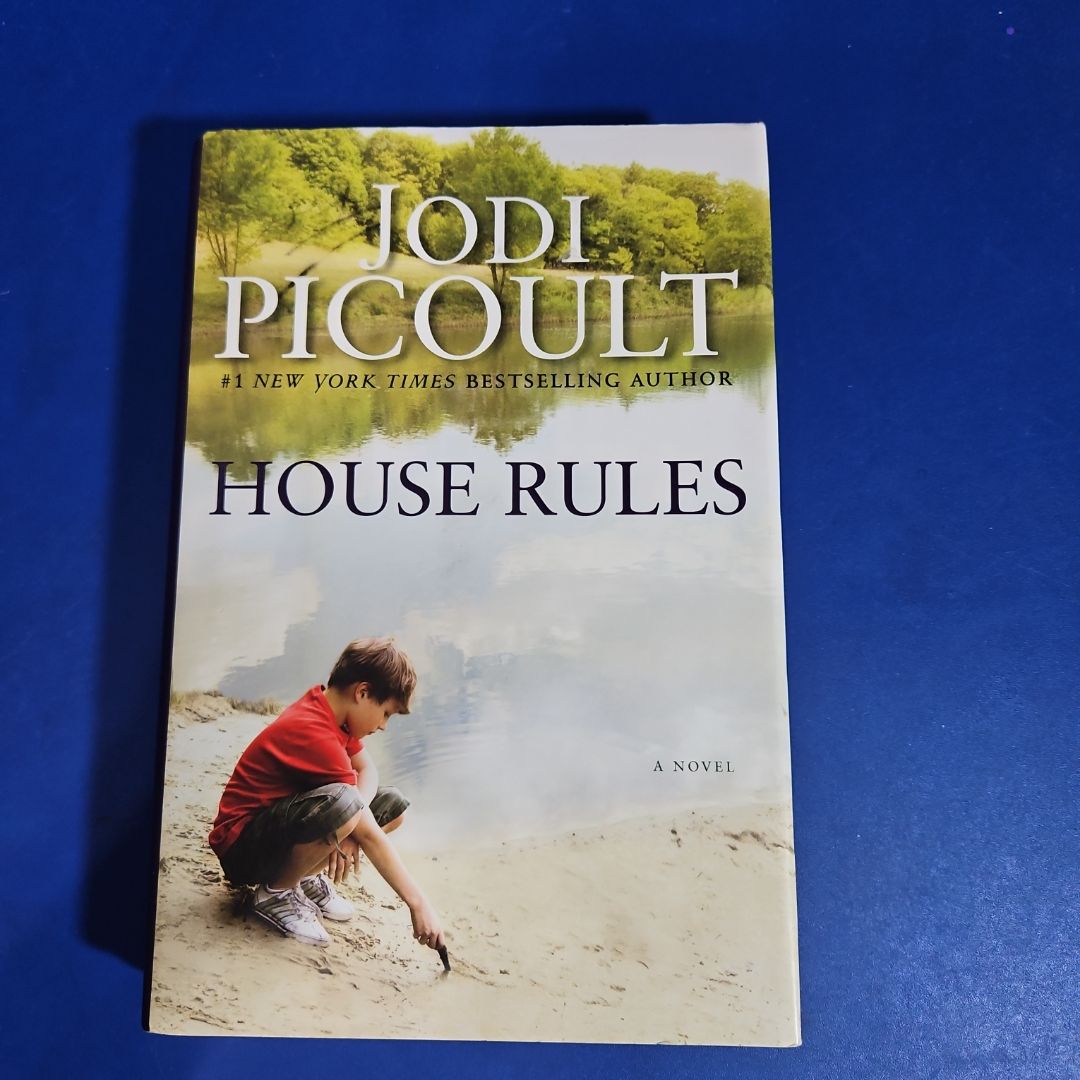 JODI
PICOULT
#1 NEW YORK TIMES BESTSELLING AUTHOR
HOUSE RULES
A NOVEL